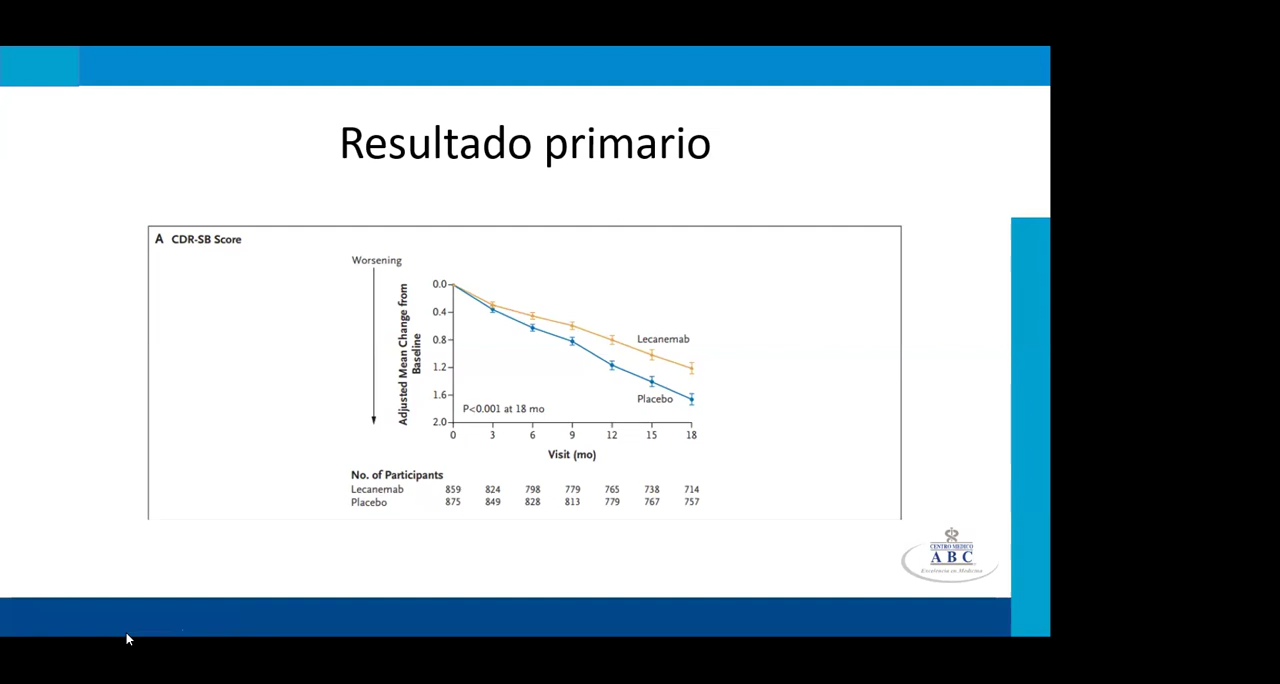 Resultado primario
A CDR-SB Score
Worsening
Adjusted Mean Change from
Baseline
0.0
0.4
0.8
1.2
1.6
2.0
Lecanemab
Placebo
P<0.001 at 18 mo
0 3 6 9 12 15 18
Visit (mo)
No. of Participants
Lecanemab 859 824 798 779 765 738 714
Placebo 875 849 828 813 779 767 757
CENTRO MEDICO
ABC
Excelencia en Medicina